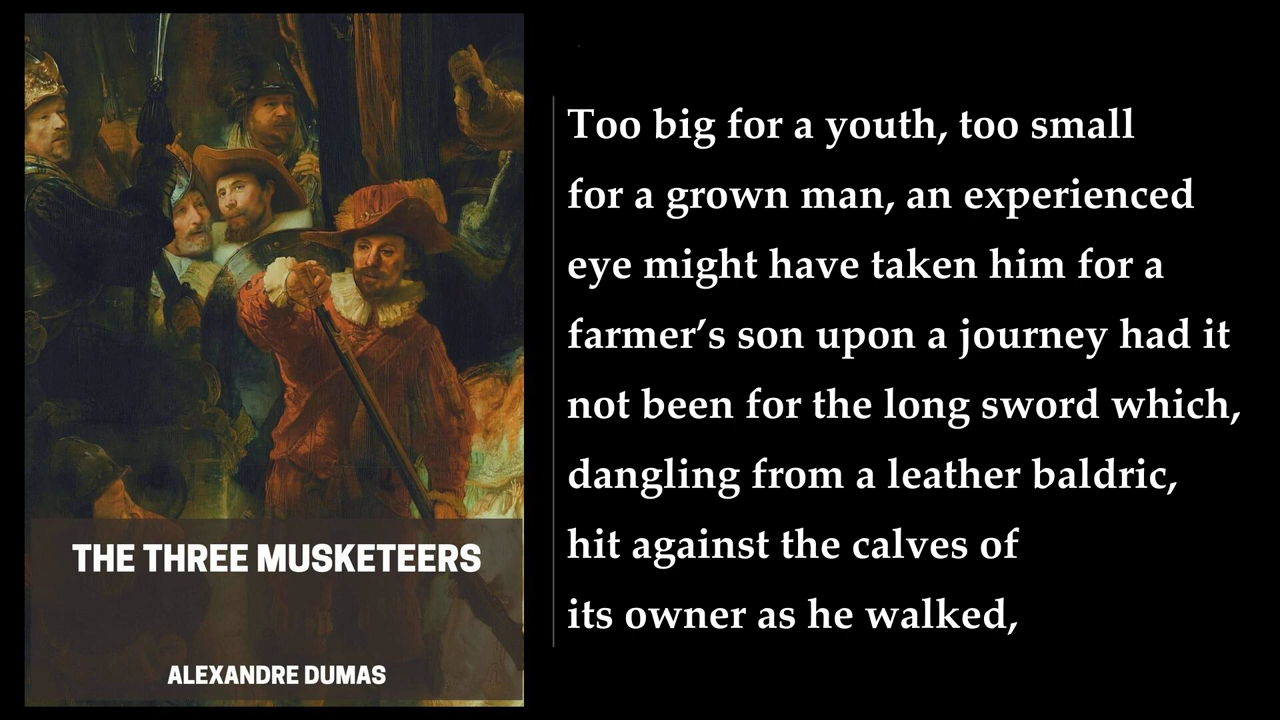 THE THREE MUSKETEERS
ALEXANDRE DUMAS
Too big for a youth, too small
for a grown man, an experienced
eye might have taken him for a
farmer’s son upon a journey had it
not been for the long sword which,
dangling from a leather baldric,
hit against the calves of
its owner as he walked,